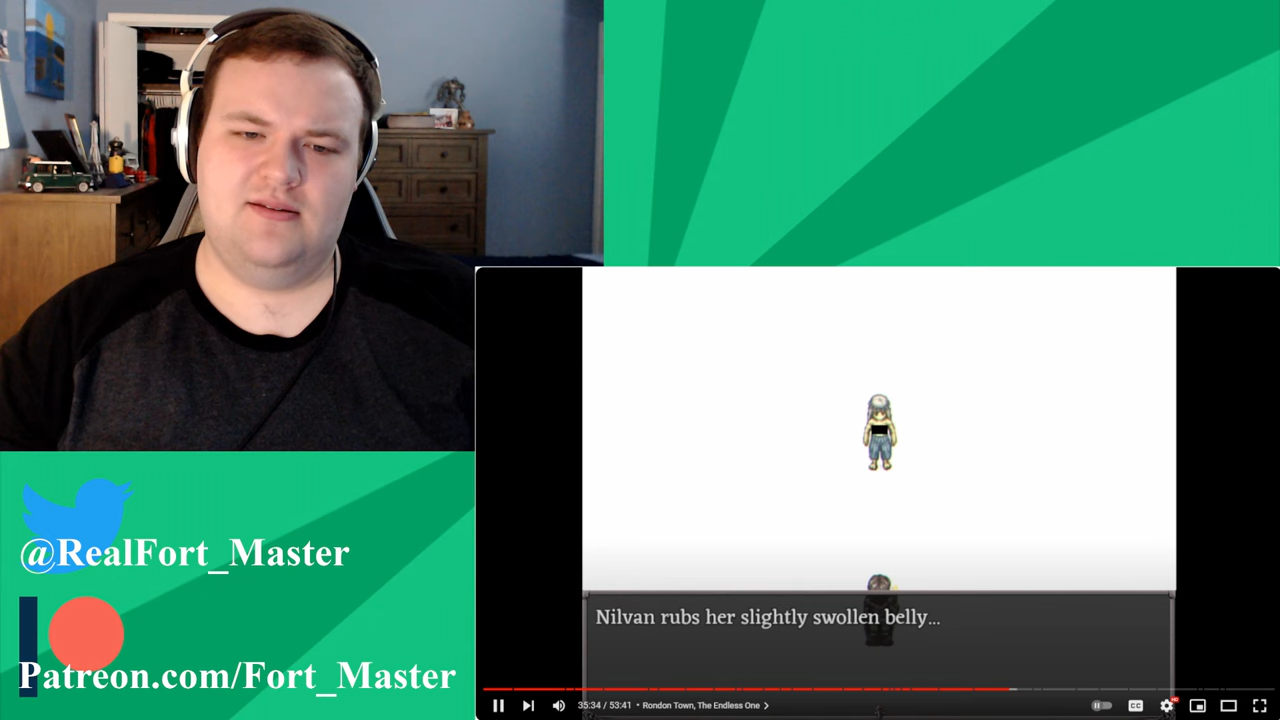 Nilvan rubs her slightly swollen belly...
@RealFort_Master
Patreon.com/Fort_Master
35:34 / 53:41 • Rondon Town, The Endless One
CC